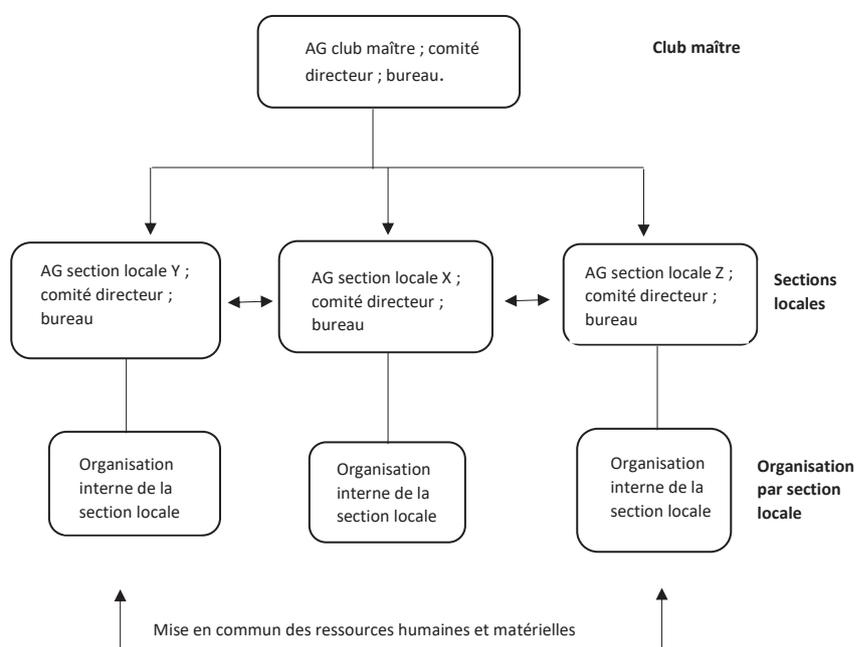 AG club maître ; comité
directeur ; bureau.
Club maître
AG section locale Y ;
comité directeur ;
bureau
AG section locale X ;
comité directeur ;
bureau
AG section locale Z ;
comité directeur ;
bureau
Sections
locales
Organisation
interne de la
section locale
Organisation
interne de la
section locale
Organisation
interne de la
section locale
Organisation
par section
locale
Mise en commun des ressources humaines et matérielles